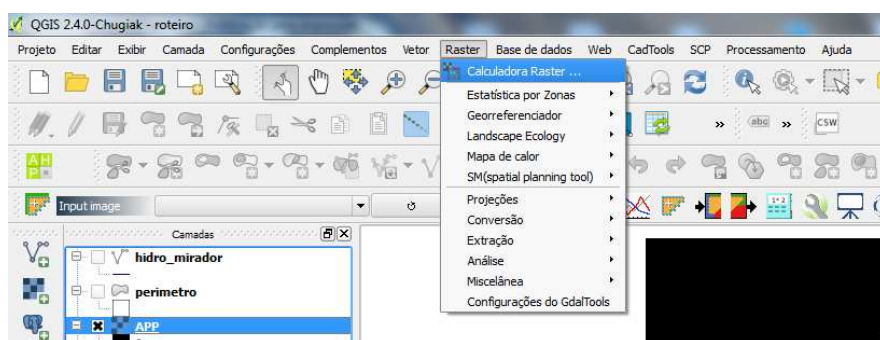 QGIS 2.4.0-Chugiak - roteiro
Projeto Editar Exibir Camada Configurações Complementos Vetor Raster Base de dados Web CadTools SCP Processamento Ajuda
Calculadora Raster ...
Estatística por Zonas
Georreferenciador
Landscape Ecology
Mapa de calor
SM(spatial planning tool)
Projeções
Conversão
Extração
Análise
Miscelânea
Configurações do GdalTools
» abc » CSW
AHP
Input image
Camadas
hidro_mirador
perimetro
APP